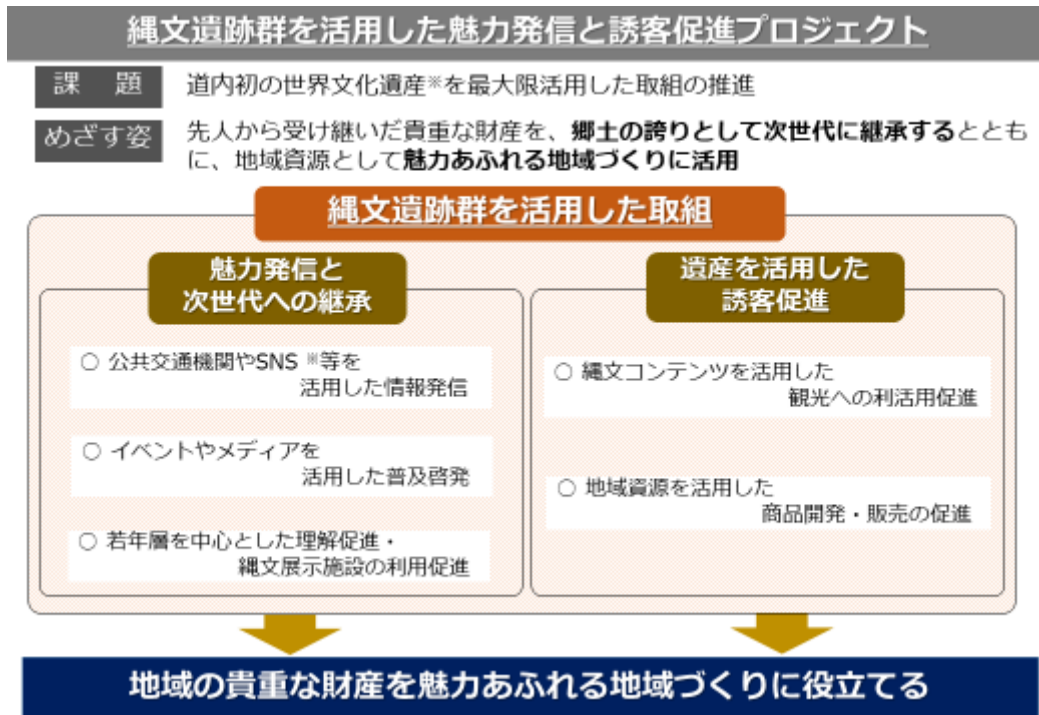 縄文遺跡群を活用した魅力発信と誘客促進プロジェクト
課 題
道内初の世界文化遺産※を最大限活用した取組の推進
めざす姿
先人から受け継いだ貴重な財産を、郷土の誇りとして次世代に継承するととも
に、地域資源として魅力あふれる地域づくりに活用
縄文遺跡群を活用した取組
魅力発信と
次世代への継承
○ 公共交通機関やSNS ※等を
活用した情報発信
○ イベントやメディアを
活用した普及啓発
○ 若年層を中心とした理解促進・
縄文展示施設の利用促進
遺産を活用した
誘客促進
○ 縄文コンテンツを活用した
観光への利活用促進
○ 地域資源を活用した
商品開発・販売の促進
地域の貴重な財産を魅力あふれる地域づくりに役立てる